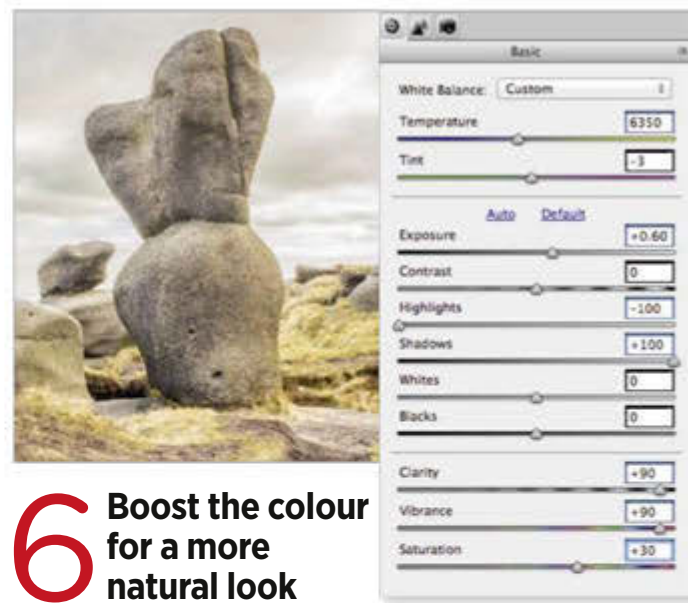 Basic
White Balance: Custom
Temperature 6350
Tint -3
Auto Default
Exposure +0.60
Contrast 0
Highlights -100
Shadows +100
Whites 0
Blacks 0
Clarity +90
Vibrance +90
Saturation +30
6 Boost the colour
for a more
natural look